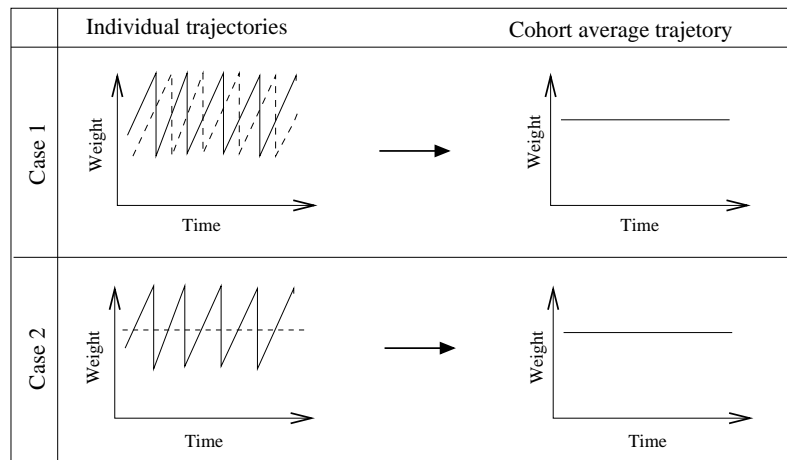 Individual trajectories
Cohort average trajetory
Case 1
Weight
Time
Weight
Time
Case 2
Weight
Time
Weight
Time